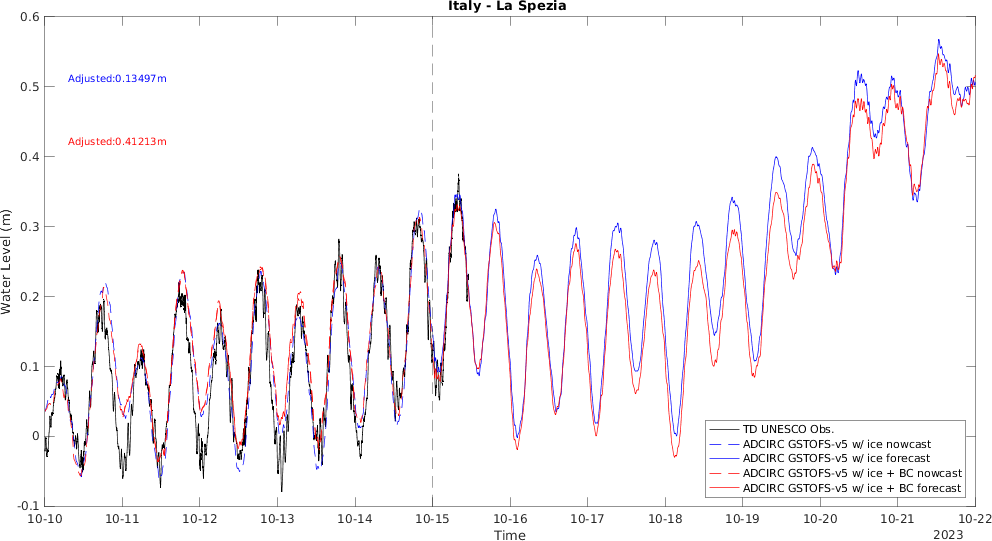 Italy - La Spezia
0.6
0.5
0.4
0.3
0.2
0.1
0
-0.1
Water Level (m)
Adjusted:0.13497m
Adjusted:0.41213m
TD UNESCO Obs.
ADCIRC GSTOFS-v5 w/ ice nowcast
ADCIRC GSTOFS-v5 w/ ice forecast
ADCIRC GSTOFS-v5 w/ ice + BC nowcast
ADCIRC GSTOFS-v5 w/ ice + BC forecast
10-10 10-11 10-12 10-13 10-14 10-15 10-16 10-17 10-18 10-19 10-20 10-21 10-22
Time
2023